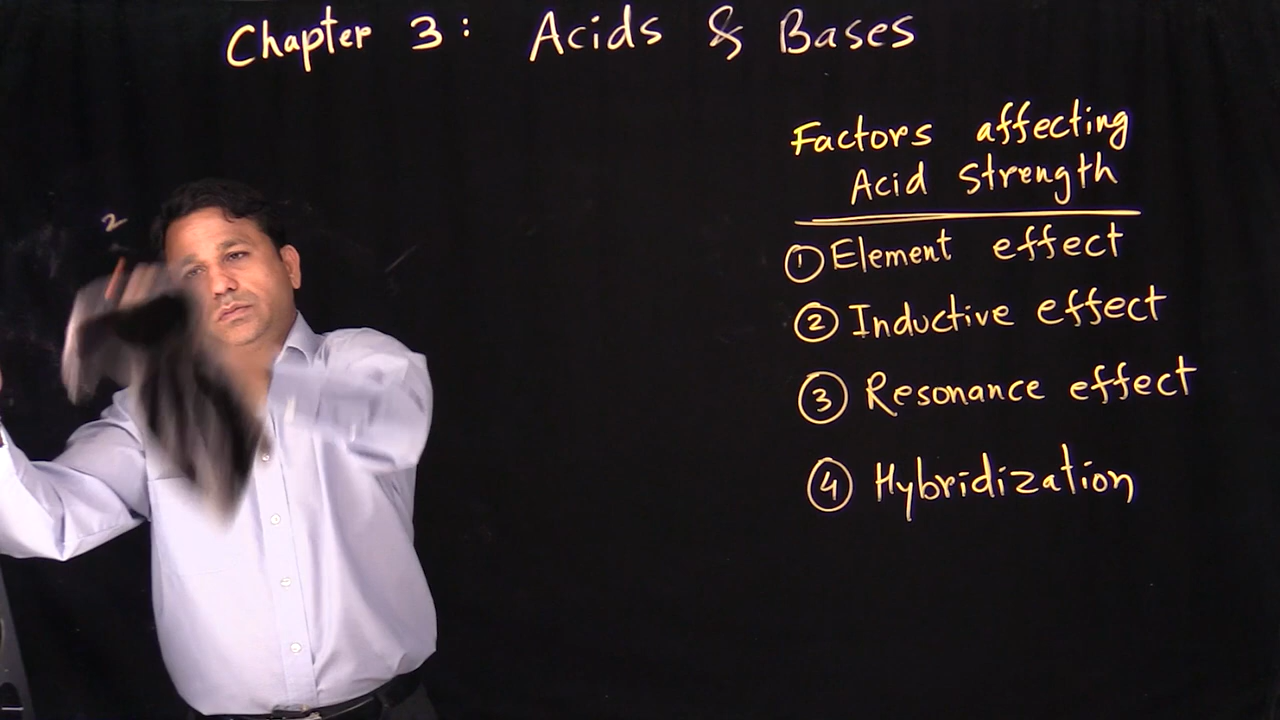 Chapter 3: Acids & Bases
Factors affecting
Acid Strength
① Element effect
② Inductive effect
③ Resonance effect
④ Hybridization
2